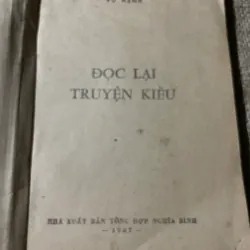 ĐỌC LẠI
TRUYỆN KIỀU
NHÀ XUẤT BẢN TỔNG HỢP NGHĨA BÌNH